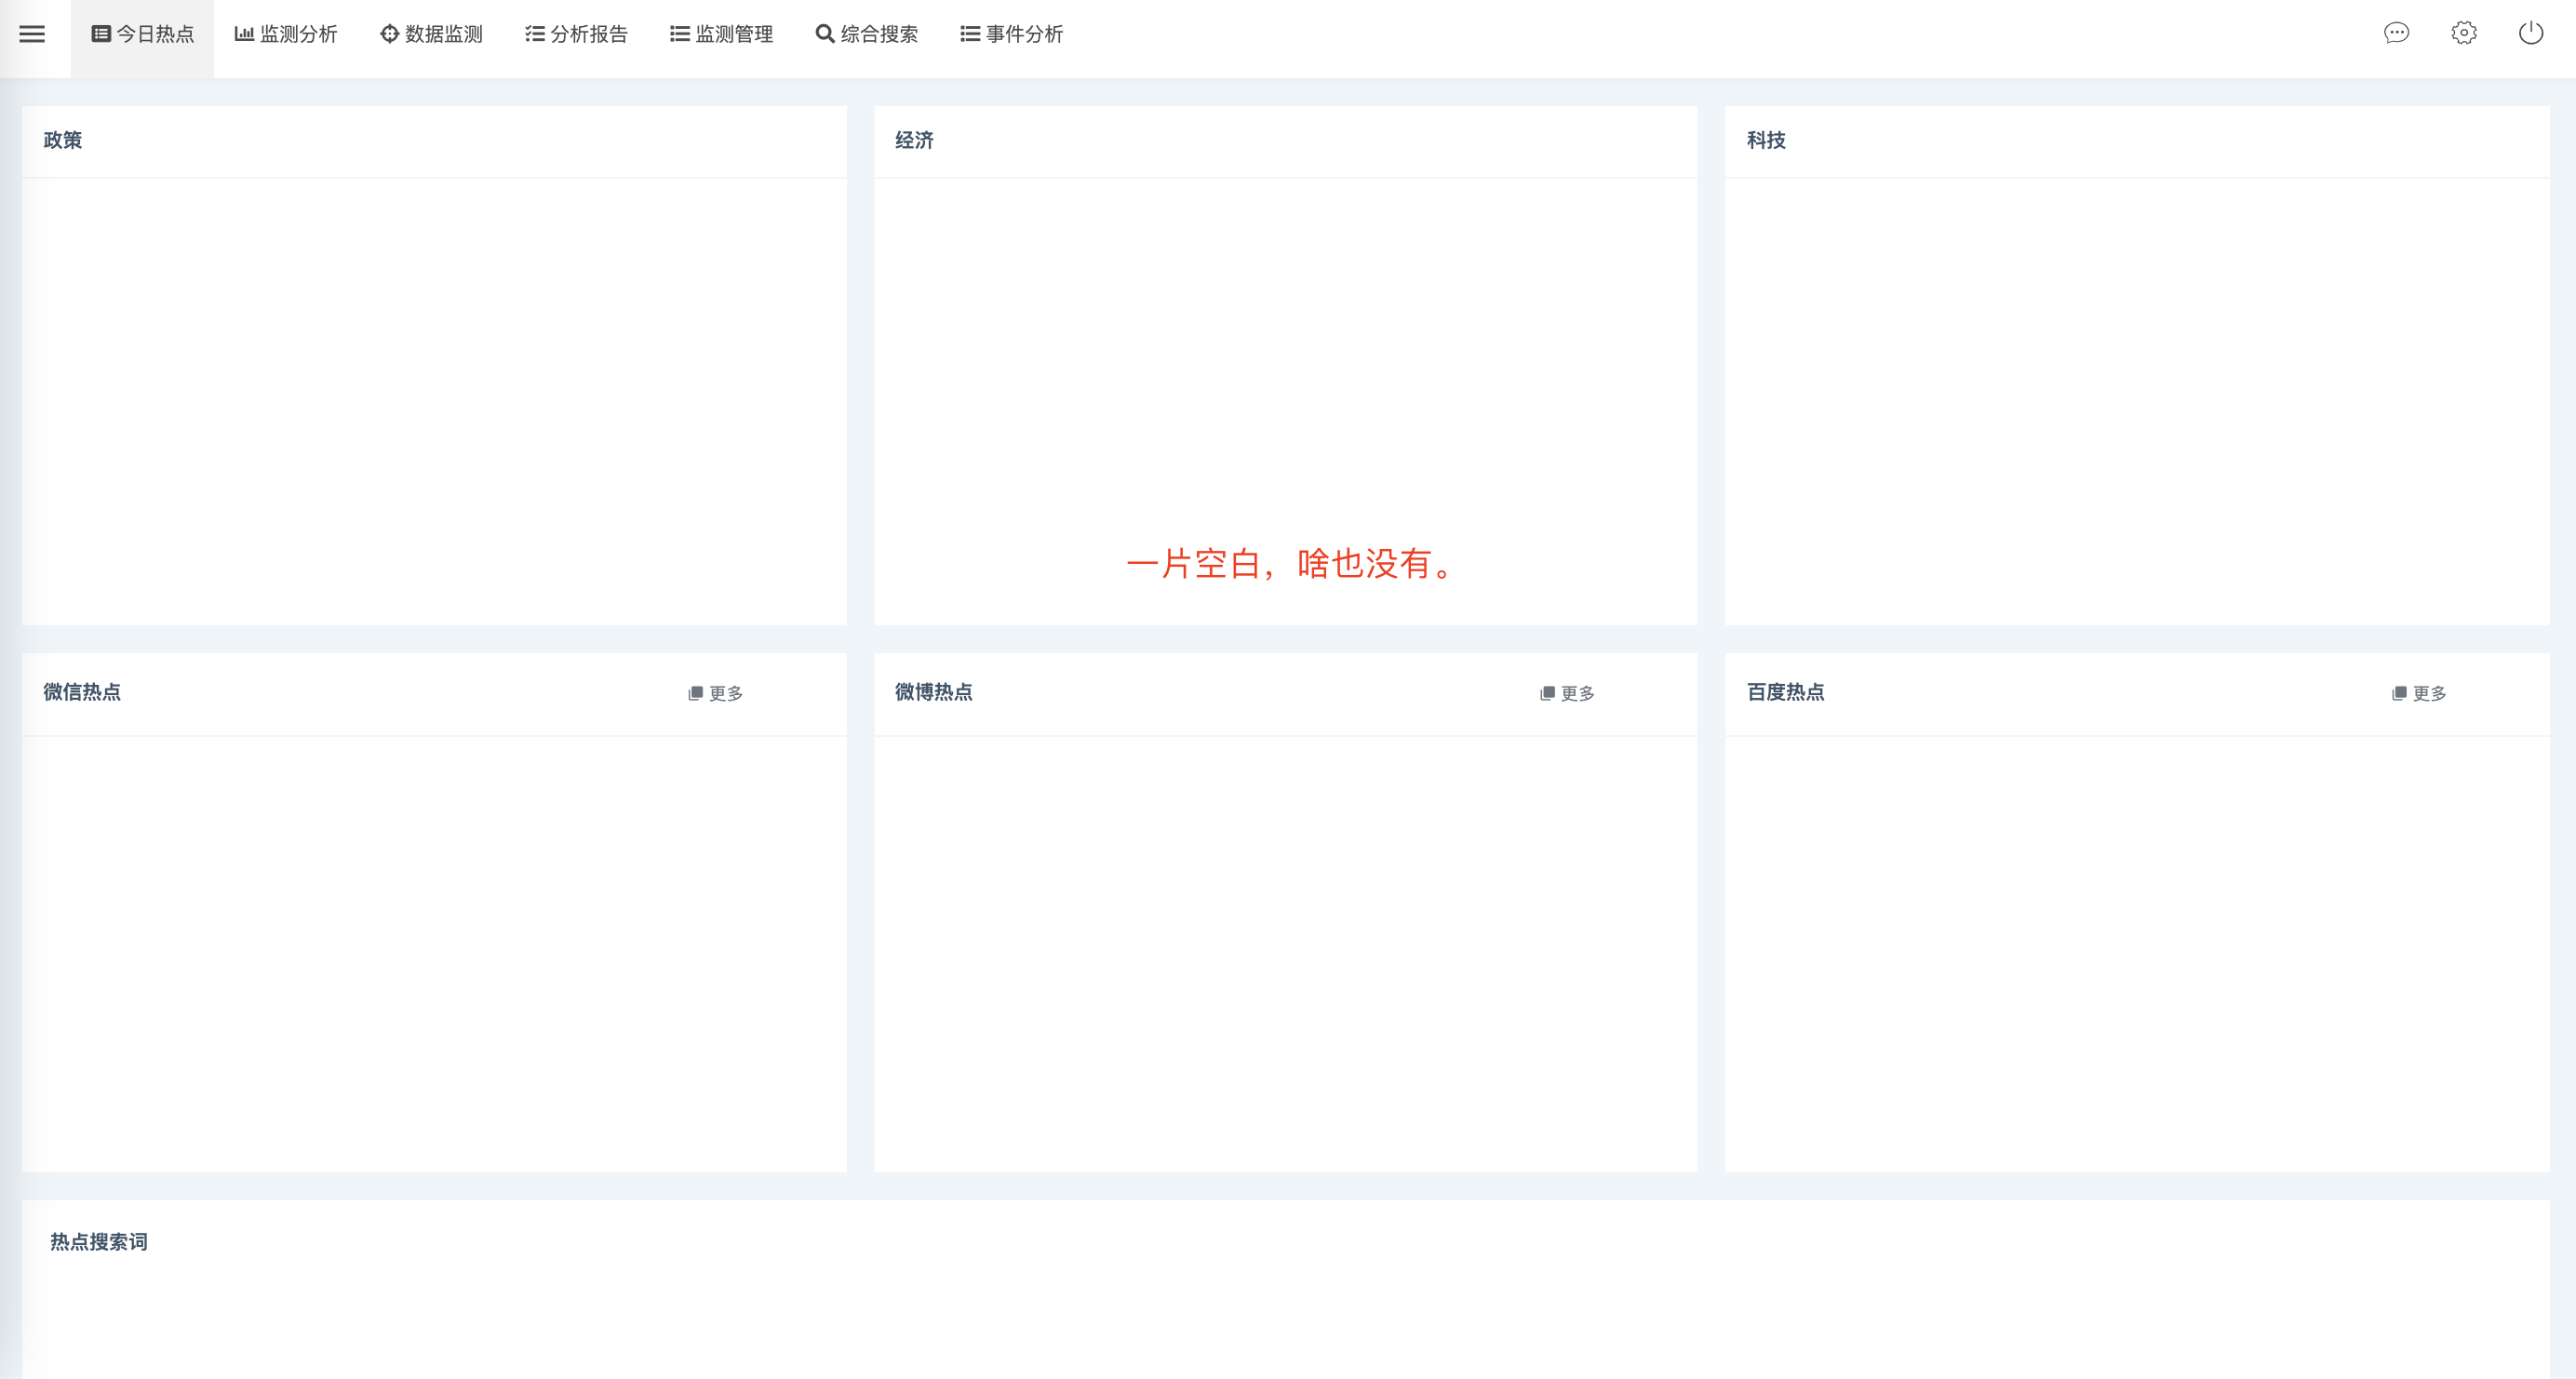 今日热点 监测分析 数据监测 分析报告 监测管理 综合搜索 事件分析
政策 经济 科技
一片空白，啥也没有。
微信热点 更多 微博热点 更多 百度热点 更多
热点搜索词